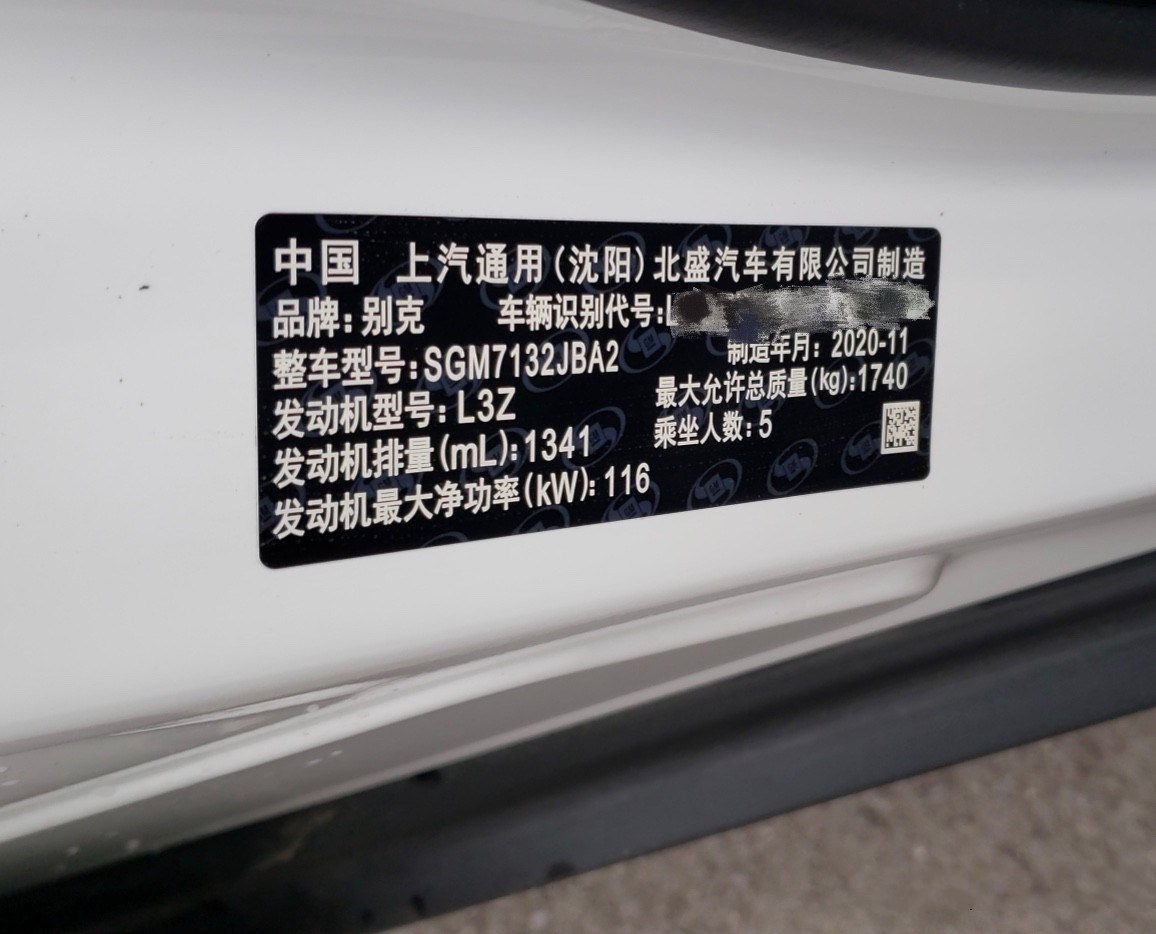 中国 上汽通用(沈阳)北盛汽车有限公司制造
品牌:别克 车辆识别代号:L
整车型号:SGM7132JBA2 制造年月:2020-11
发动机型号:L3Z 最大允许总质量(kg):1740
发动机排量(mL):1341 乘坐人数:5
发动机最大净功率(kW):116